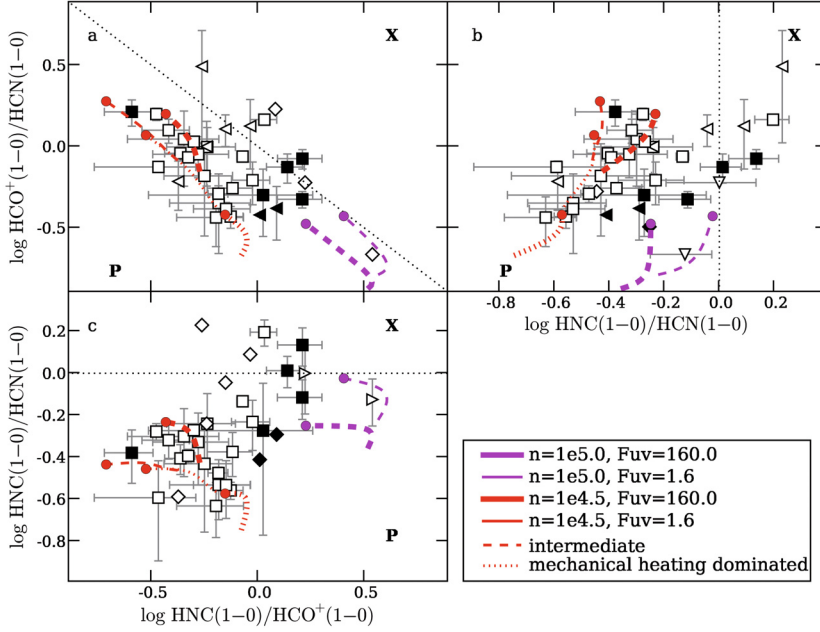 a
X
P
0.5
0.0
-0.5
log HCO⁺(1−0)/HCN(1−0)
b
X
P
-0.8
-0.6
-0.4
-0.2
0.0
0.2
log HNC(1−0)/HCN(1−0)
c
X
P
0.2
0.0
-0.2
-0.4
-0.6
-0.8
log HNC(1−0)/HCN(1−0)
-0.5
0.0
0.5
log HNC(1−0)/HCO⁺(1−0)
n=1e5.0, Fuv=160.0
n=1e5.0, Fuv=1.6
n=1e4.5, Fuv=160.0
n=1e4.5, Fuv=1.6
intermediate
mechanical heating dominated